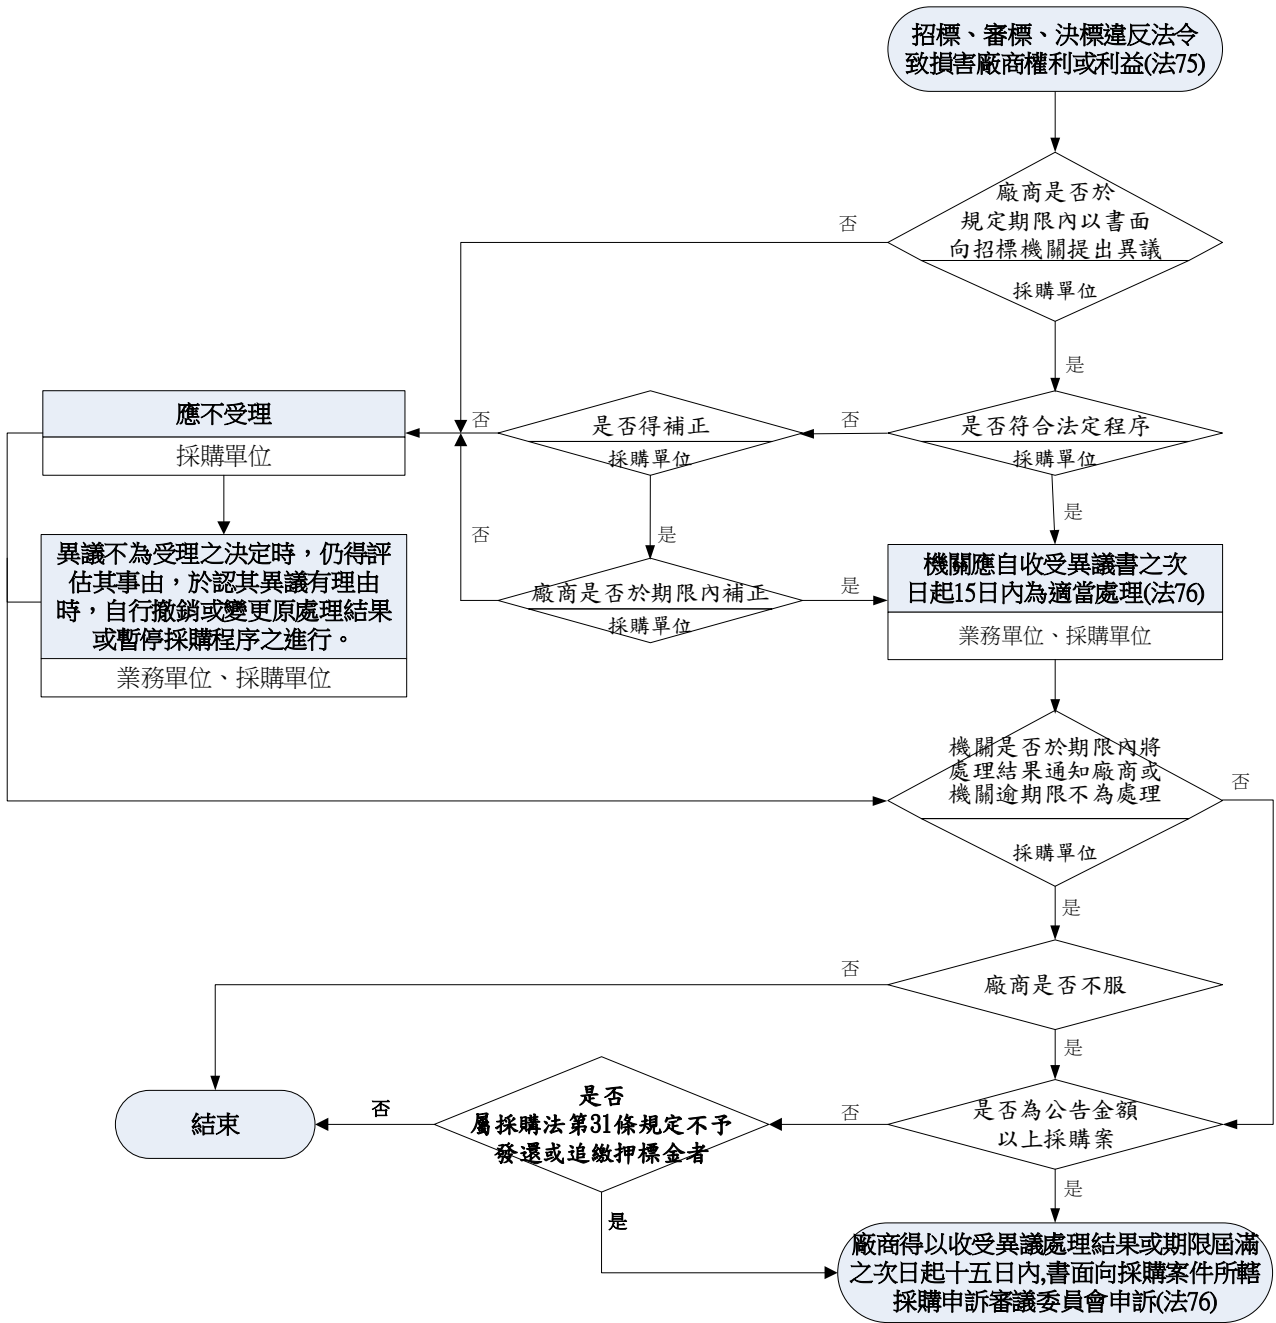 招標、審標、決標違反法令
致損害廠商權利或利益(法75)
廠商是否於
規定期限內以書面
向招標機關提出異議
採購單位
否
是
應不受理
採購單位
否
是否得補正
採購單位
否
是否符合法定程序
採購單位
是
是
否
異議不為受理之決定時，仍得評
估其事由，於認其異議有理由
時，自行撤銷或變更原處理結果
或暫停採購程序之進行。
業務單位、採購單位
廠商是否於期限內補正
採購單位
是
機關應自收受異議書之次
日起15日內為適當處理(法76)
業務單位、採購單位
機關是否於期限內將
處理結果通知廠商或
機關逾期限不為處理
採購單位
否
是
廠商是否不服
否
是
結束
否
是否
屬採購法第31條規定不予
發還或追繳押標金者
否
是否為公告金額
以上採購案
是
是
廠商得以收受異議處理結果或期限屆滿
之次日起十五日內,書面向採購案件所轄
採購申訴審議委員會申訴(法76)